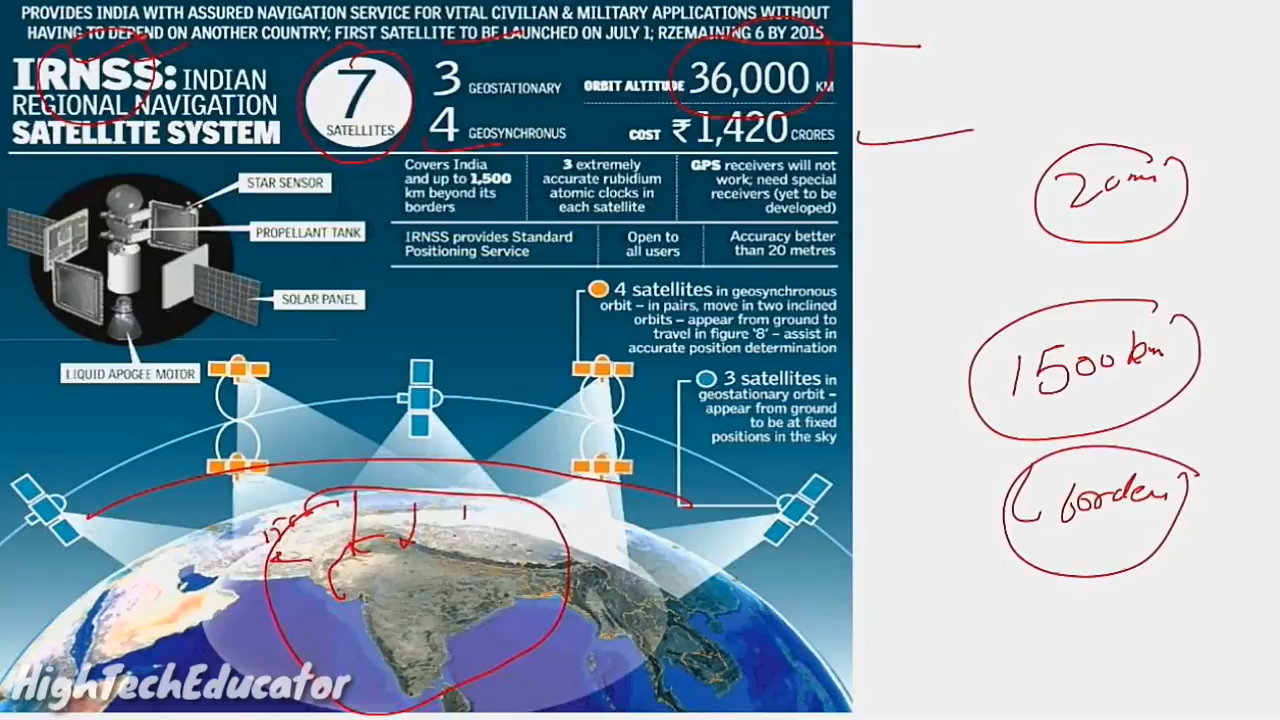 PROVIDES INDIA WITH ASSURED NAVIGATION SERVICE FOR VITAL CIVILIAN & MILITARY APPLICATIONS WITHOUT
HAVING TO DEPEND ON ANOTHER COUNTRY; FIRST SATELLITE TO BE LAUNCHED ON JULY 1; RZEMAINING 6 BY 2015
IRNSS: INDIAN
REGIONAL NAVIGATION
SATELLITE SYSTEM
7
SATELLITES
3 GEOSTATIONARY
4 GEOSYNCHRONUS
ORBIT ALTITUDE 36,000 KM
COST ₹1,420 CRORES
Covers India
and up to 1,500
km beyond its
borders
3 extremely
accurate rubidium
atomic clocks in
each satellite
GPS receivers will not
work; need special
receivers (yet to be
developed)
IRNSS provides Standard
Positioning Service
Open to
all users
Accuracy better
than 20 metres
STAR SENSOR
PROPELLANT TANK
SOLAR PANEL
LIQUID APOGEE MOTOR
4 satellites in geosynchronous
orbit – in pairs, move in two inclined
orbits – appear from ground to
travel in figure '8' – assist in
accurate position determination
3 satellites in
geostationary orbit –
appear from ground
to be at fixed
positions in the sky
20m
1500km
border
HighTechEducator